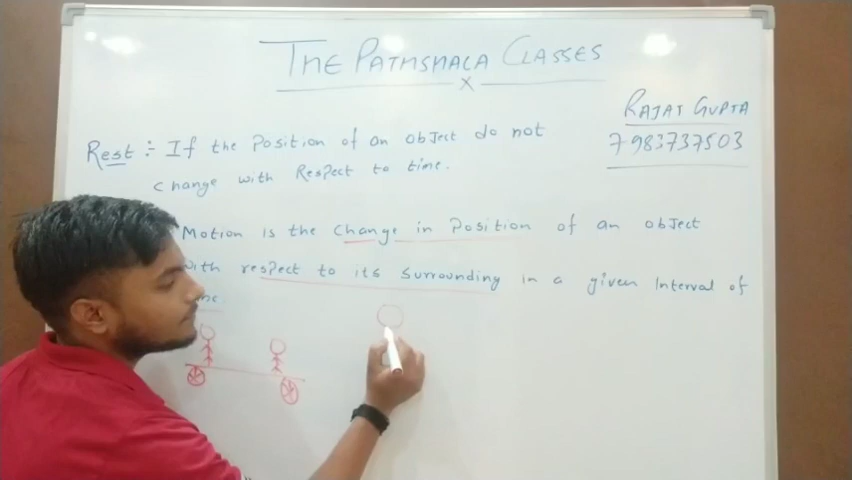 THE PATHSHALA CLASSES
x
RAJAT GUPTA
7983737503
Rest :- If the Position of an object do not
change with Respect to time.
Motion is the change in Position of an object
with respect to its surrounding in a given interval of